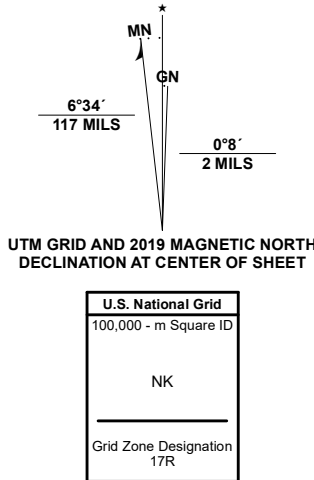 MN
GN
6°34´
117 MILS
0°8´
2 MILS
UTM GRID AND 2019 MAGNETIC NORTH
DECLINATION AT CENTER OF SHEET
U.S. National Grid
100,000 - m Square ID
NK
Grid Zone Designation
17R